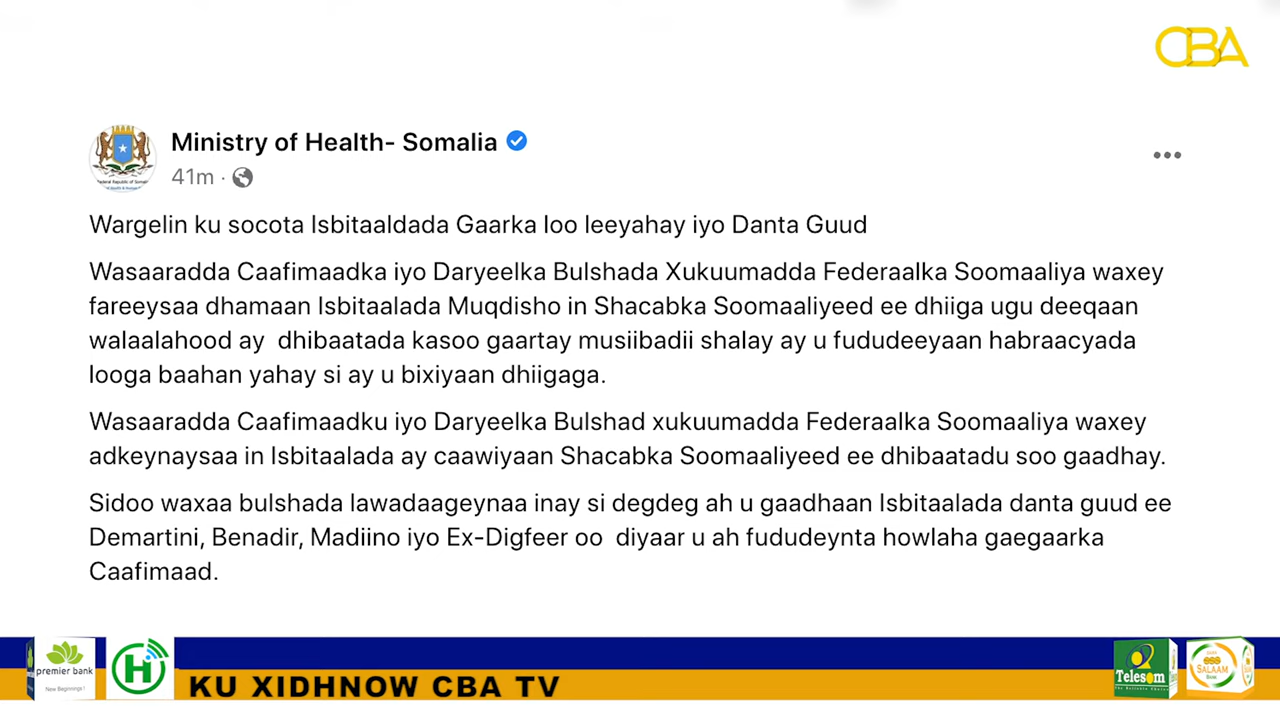 CBA
Ministry of Health- Somalia
41m ·
Wargelin ku socota Isbitaaldada Gaarka loo leeyahay iyo Danta Guud
Wasaaradda Caafimaadka iyo Daryeelka Bulshada Xukuumadda Federaalka Soomaaliya waxey
fareeysaa dhamaan Isbitaalada Muqdisho in Shacabka Soomaaliyeed ee dhiiga ugu deeqaan
walaalahood ay dhibaatada kasoo gaartay musiibadii shalay ay u fududeeyaan habraacyada
looga baahan yahay si ay u bixiyaan dhiigaga.
Wasaaradda Caafimaadku iyo Daryeelka Bulshad xukuumadda Federaalka Soomaaliya waxey
adkeynaysaa in Isbitaalada ay caawiyaan Shacabka Soomaaliyeed ee dhibaatadu soo gaadhay.
Sidoo waxaa bulshada lawadaageynaa inay si degdeg ah u gaadhaan Isbitaalada danta guud ee
Demartini, Benadir, Madiino iyo Ex-Digfeer oo diyaar u ah fududeynta howlaha gaegaarka
Caafimaad.
premier bank
New Beginnings !
H
KU XIDHNOW CBA TV
Telesom
The Reliable Choice
SALAAM
BANK